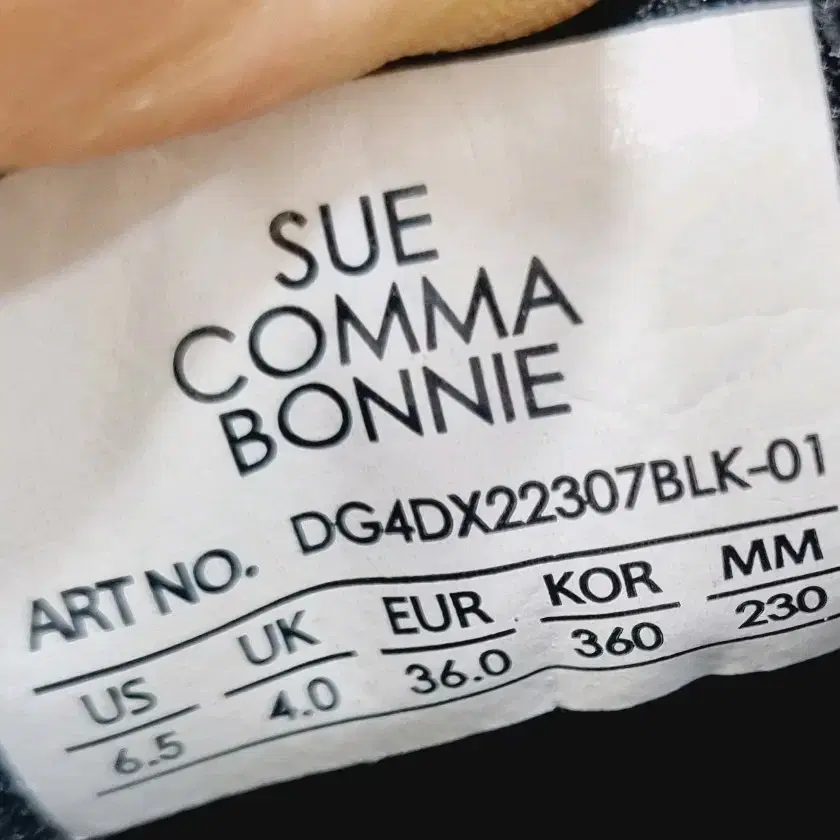 SUE
COMMA
BONNIE
ART NO. DG4DX22307BLK-01
US UK EUR KOR MM
6.5 4.0 36.0 360 230